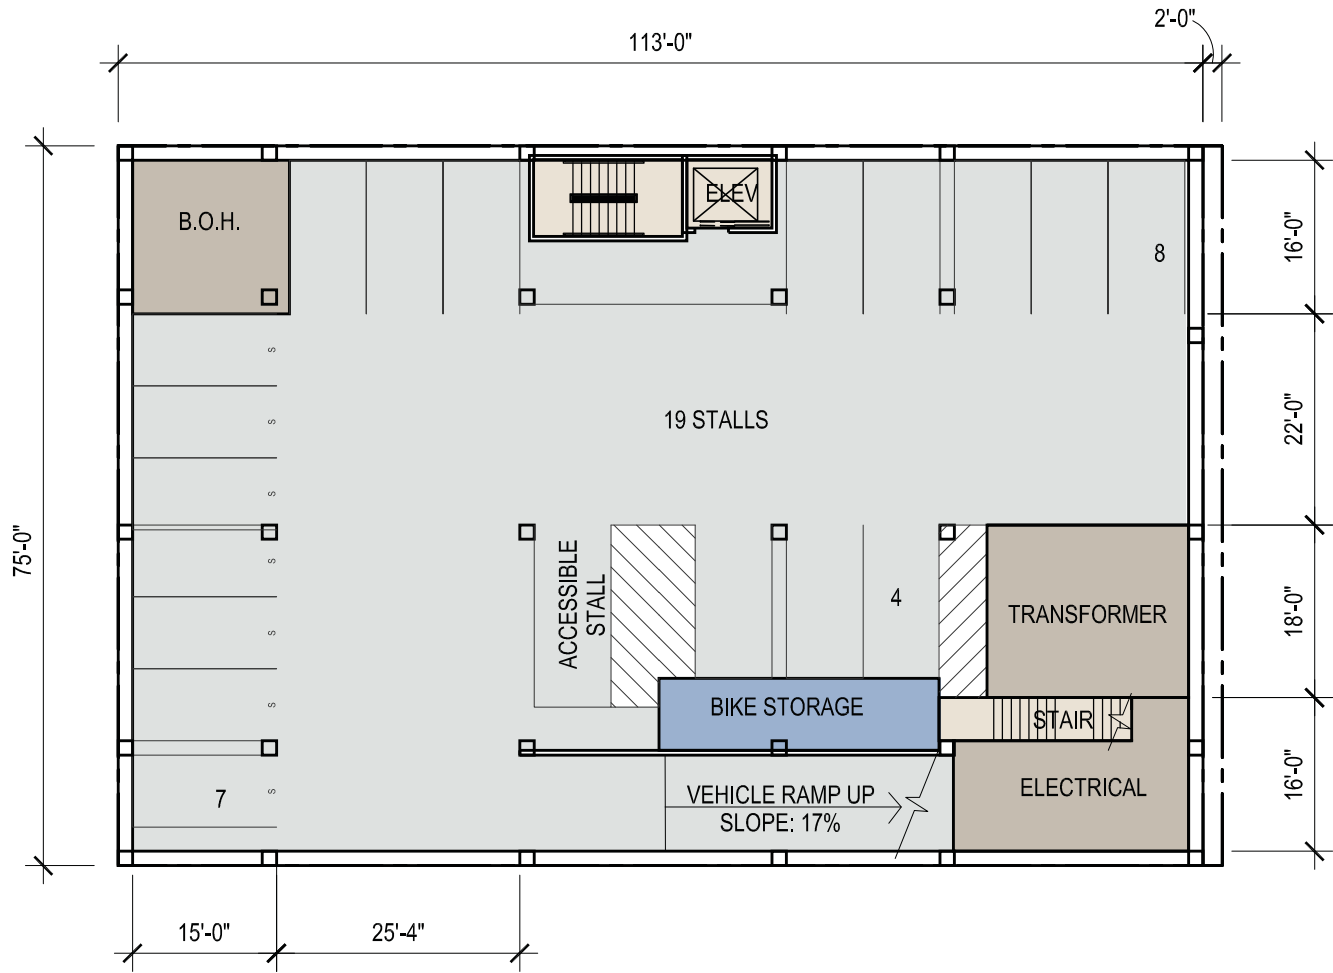 2'-0"
113'-0"
ELEV
B.O.H.
8
16'-0"
S
19 STALLS
22'-0"
S
S
75'-0"
ACCESSIBLE
STALL
S
4
TRANSFORMER
18'-0"
S
S
BIKE STORAGE
STAIR
7
S
VEHICLE RAMP UP
SLOPE: 17%
ELECTRICAL
16'-0"
15'-0"
25'-4"